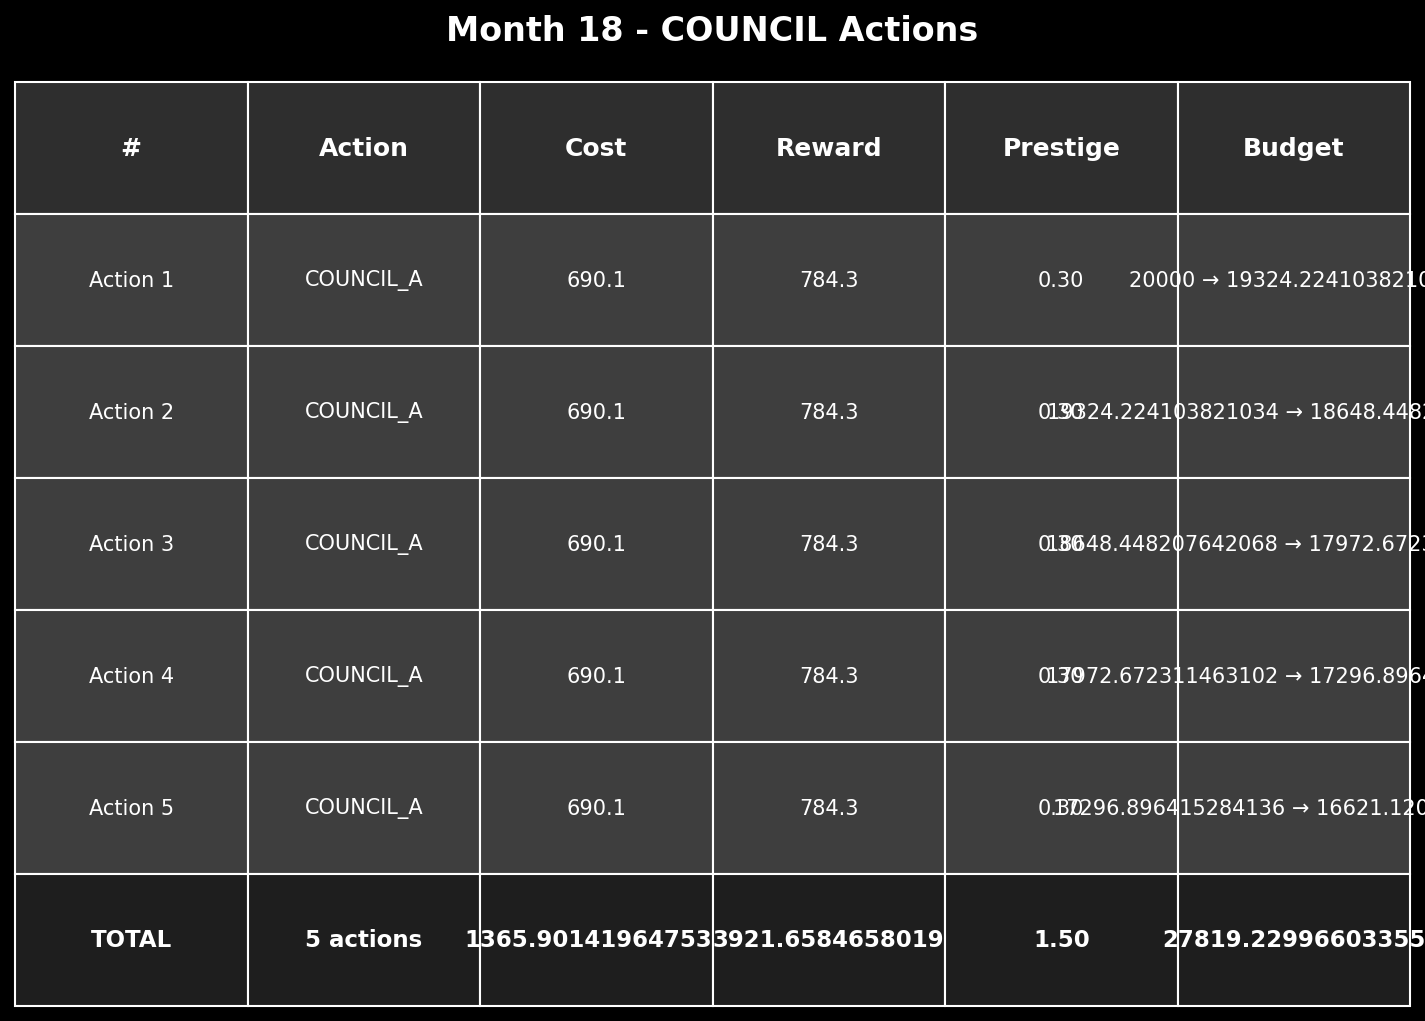 Month 18 - COUNCIL Actions
# Action Cost Reward Prestige Budget
Action 1 COUNCIL_A 690.1 784.3 0.30 20000 → 19324.2241038210
Action 2 COUNCIL_A 690.1 784.3 0.30 19324.224103821034 → 18648.448
Action 3 COUNCIL_A 690.1 784.3 0.30 18648.448207642068 → 17972.672
Action 4 COUNCIL_A 690.1 784.3 0.30 17972.672311463102 → 17296.896
Action 5 COUNCIL_A 690.1 784.3 0.30 17296.896415284136 → 16621.120
TOTAL 5 actions 1365.901419647533921.6584658019 1.50 27819.22996603355